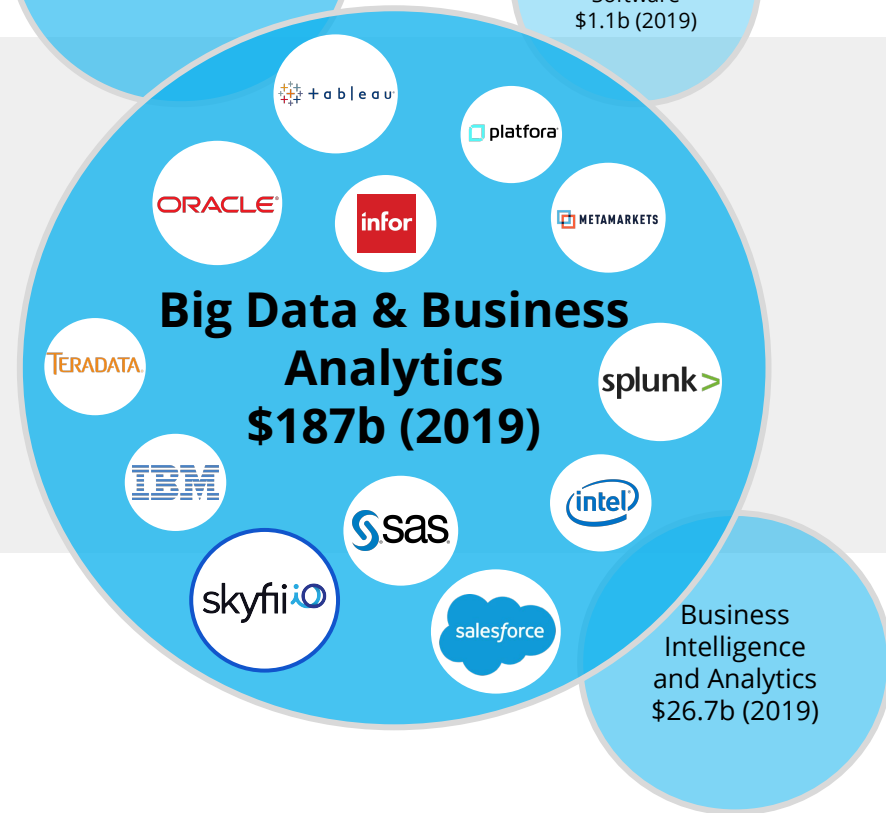 $1.1b (2019)
+ a b | e a u
platfora
ORACLE
infor
METAMARKETS
Big Data & Business
Analytics
$187b (2019)
TERADATA
splunk>
IBM
intel
sas
skyfii iO
salesforce
Business
Intelligence
and Analytics
$26.7b (2019)